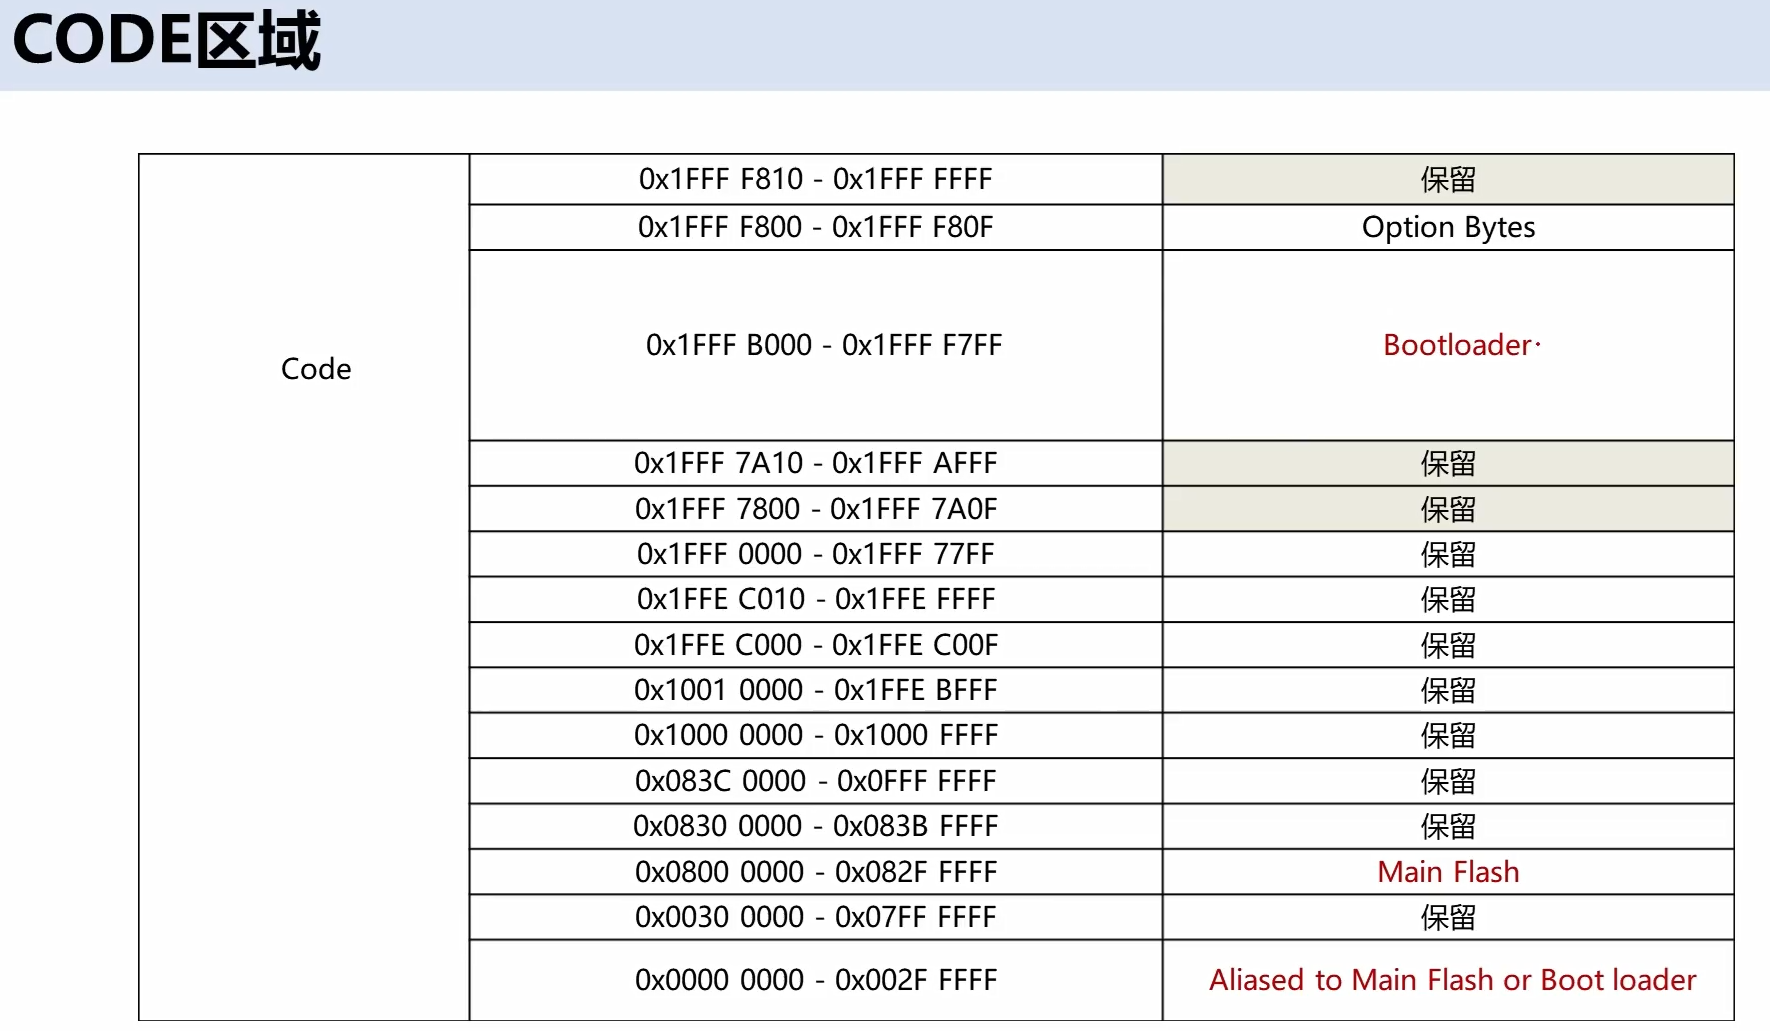 CODE区域
0x1FFF F810 - 0x1FFF FFFF 保留
0x1FFF F800 - 0x1FFF F80F Option Bytes
0x1FFF B000 - 0x1FFF F7FF Bootloader·
Code
0x1FFF 7A10 - 0x1FFF AFFF 保留
0x1FFF 7800 - 0x1FFF 7A0F 保留
0x1FFF 0000 - 0x1FFF 77FF 保留
0x1FFE C010 - 0x1FFE FFFF 保留
0x1FFE C000 - 0x1FFE C00F 保留
0x1001 0000 - 0x1FFE BFFF 保留
0x1000 0000 - 0x1000 FFFF 保留
0x083C 0000 - 0x0FFF FFFF 保留
0x0830 0000 - 0x083B FFFF 保留
0x0800 0000 - 0x082F FFFF Main Flash
0x0030 0000 - 0x07FF FFFF 保留
0x0000 0000 - 0x002F FFFF Aliased to Main Flash or Boot loader